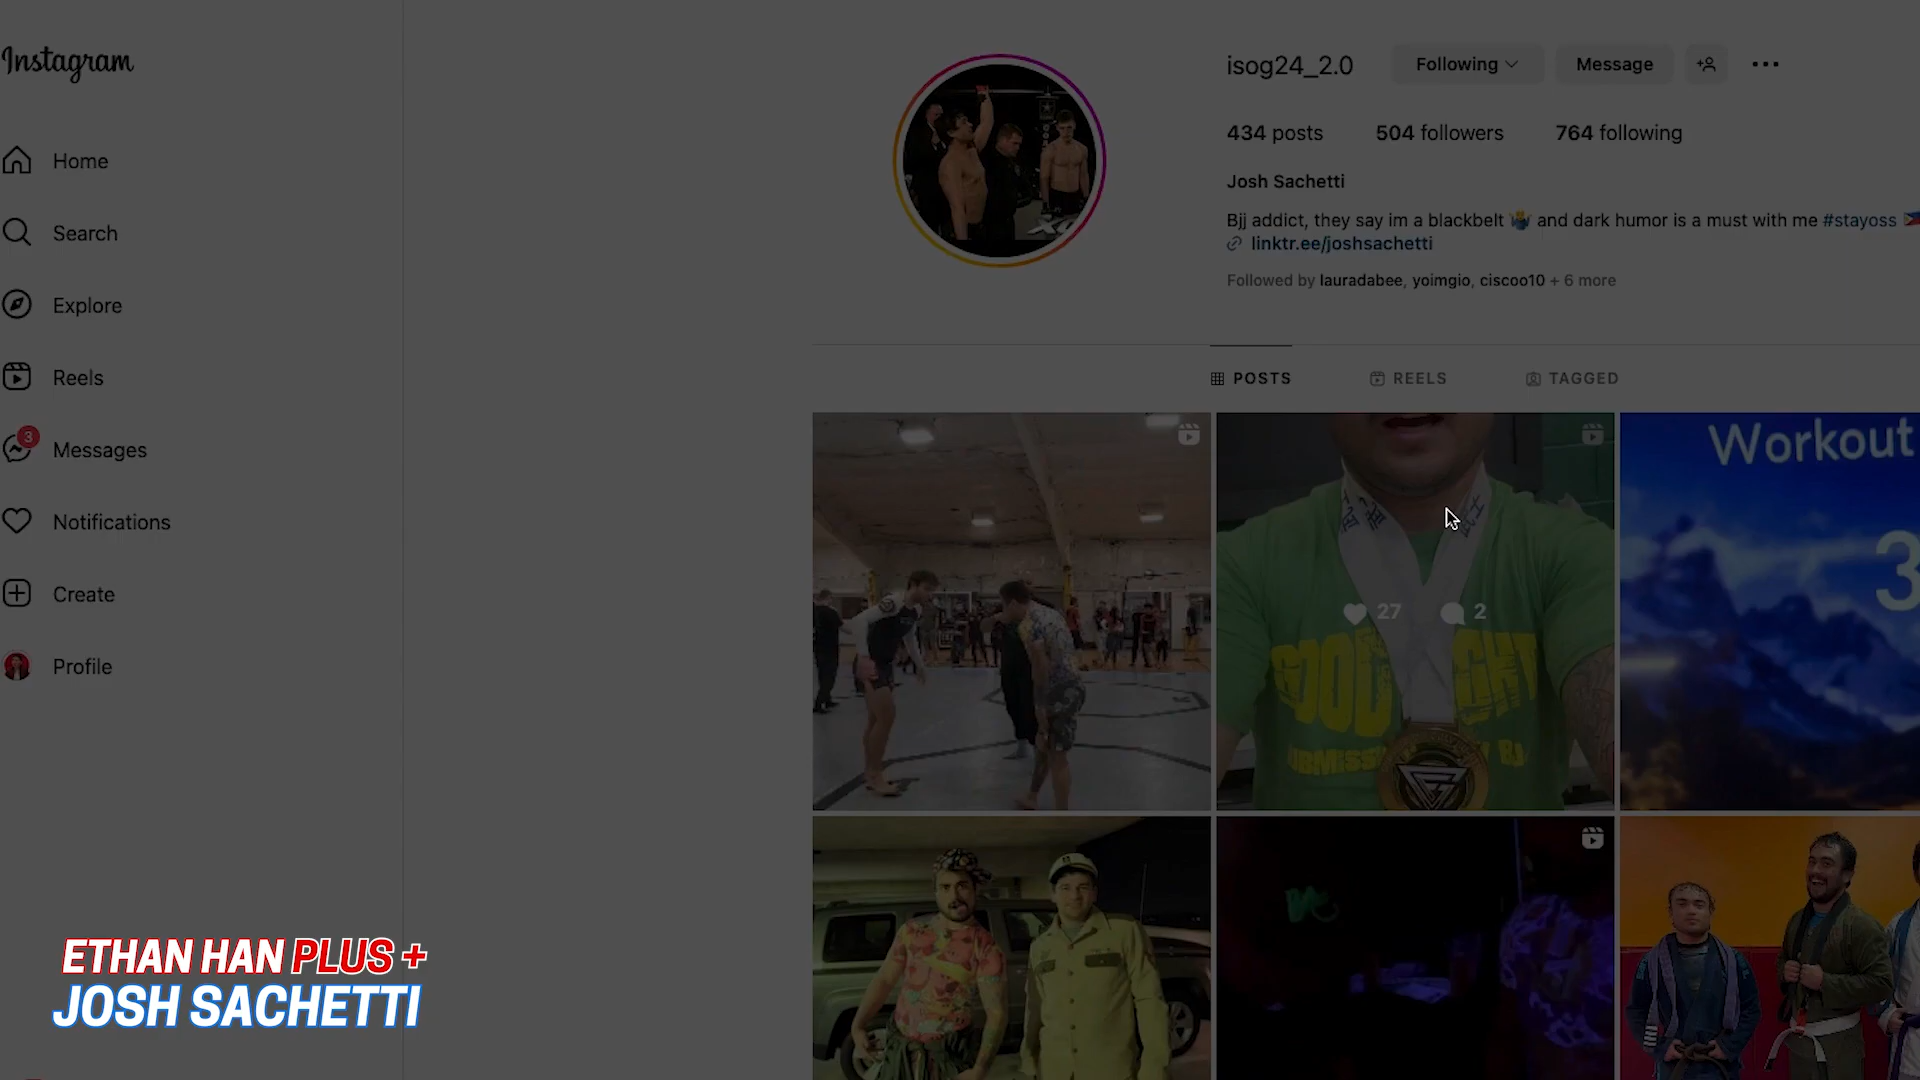 Instagram
Home
Search
Explore
Reels
3
Messages
Notifications
Create
Profile
isog24_2.0
Following
Message
434 posts
504 followers
764 following
Josh Sachetti
Bjj addict, they say im a blackbelt 🤷 and dark humor is a must with me #stayoss 🇵🇭
linktr.ee/joshsachetti
Followed by lauradabee, yoimgio, ciscoo10 + 6 more
POSTS
REELS
TAGGED
Workout
3
27
2
ETHAN HAN PLUS +
JOSH SACHETTI